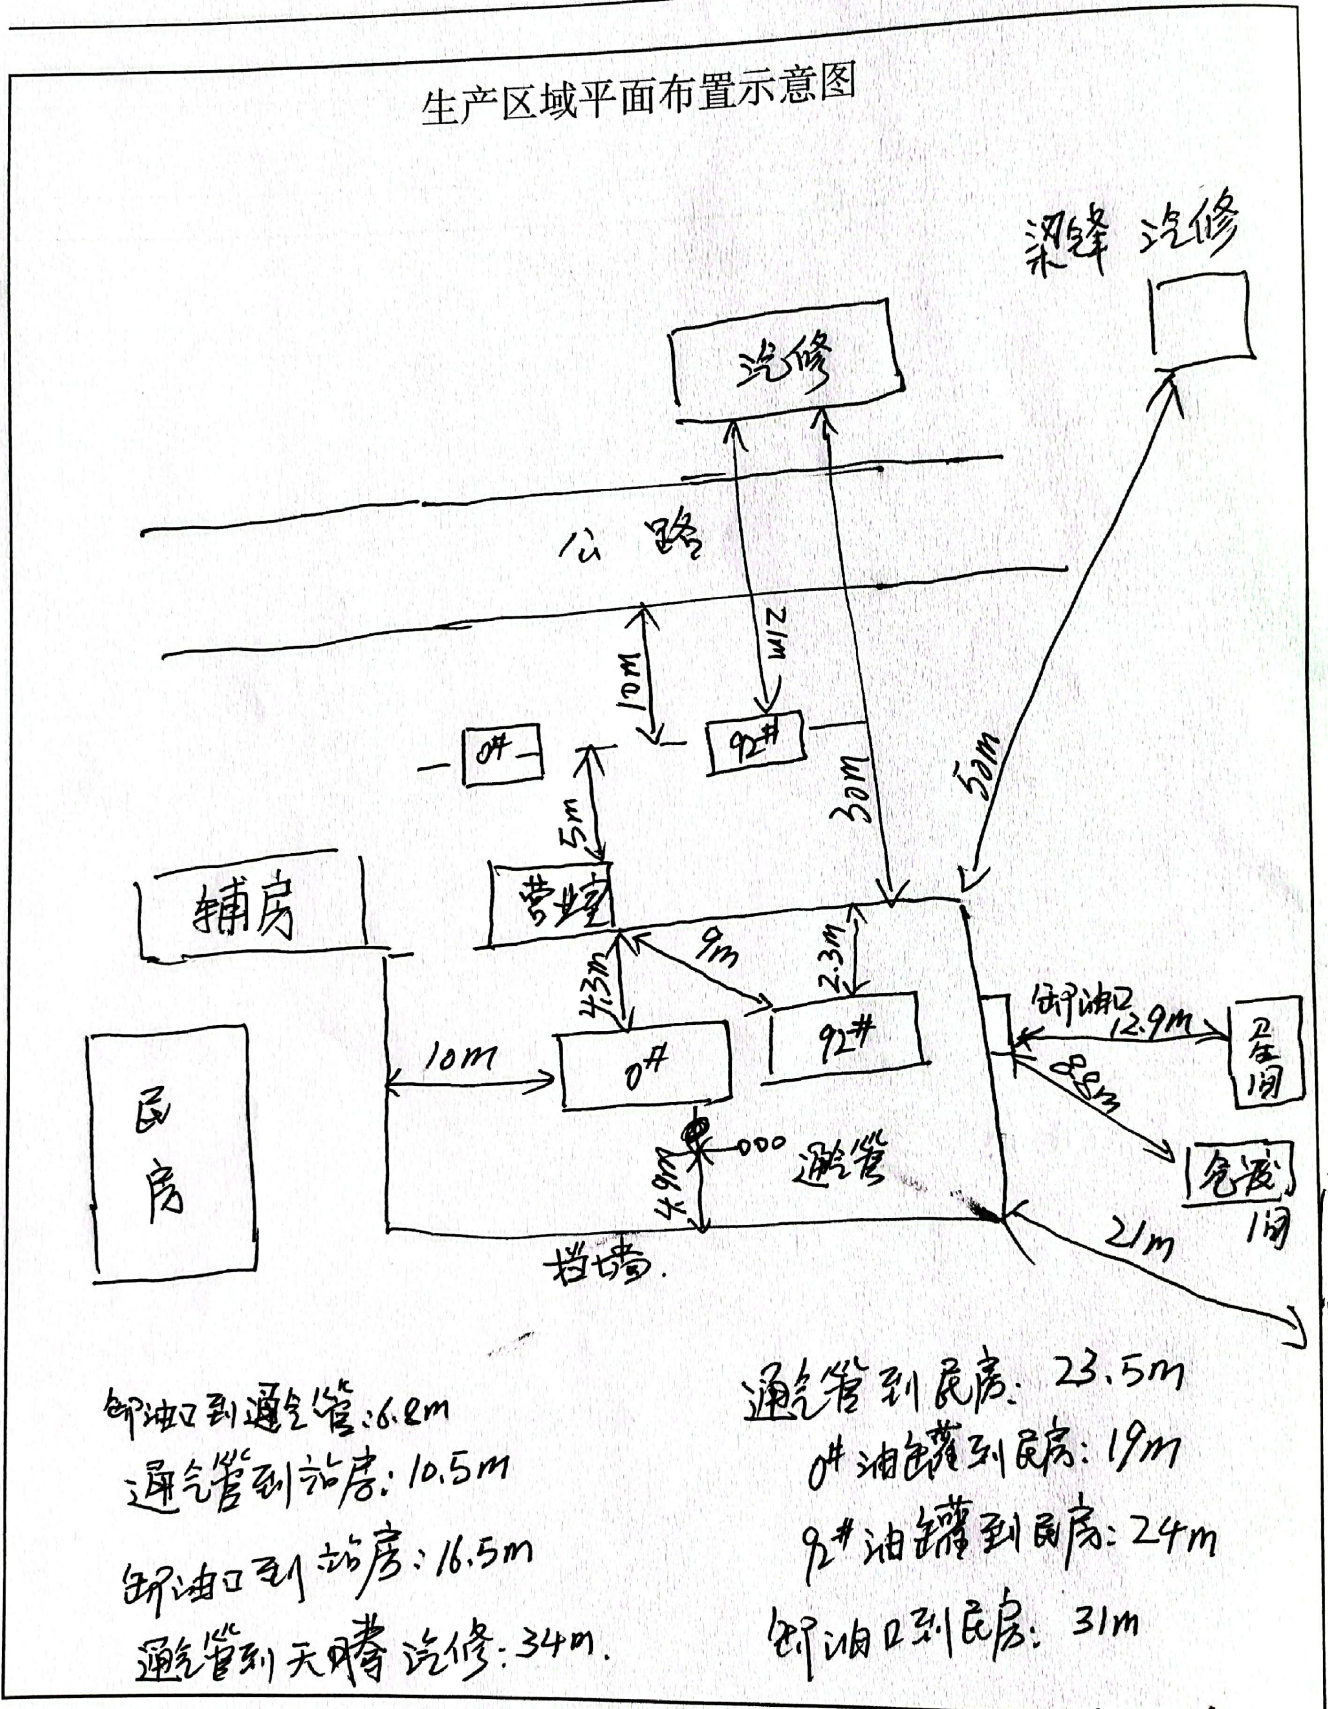 生产区域平面布置示意图
梁锋 汽修
汽修
公路
21m
10m
0#
92#
30m
50m
5m
辅房
营业室
9m
2.3m
4.3m
卸油口
12.9m
卫生间
92#
0#
10m
8.8m
民房
000
通气管
4.9m
21m
挡墙.
卸油口到通气管:6.8m
通气管到站房:10.5m
卸油口到站房:16.5m
通气管到天腾汽修:34m.
通气管到民房:23.5m
0#油罐到民房:19m
92#油罐到民房:24m
卸油口到民房:31m